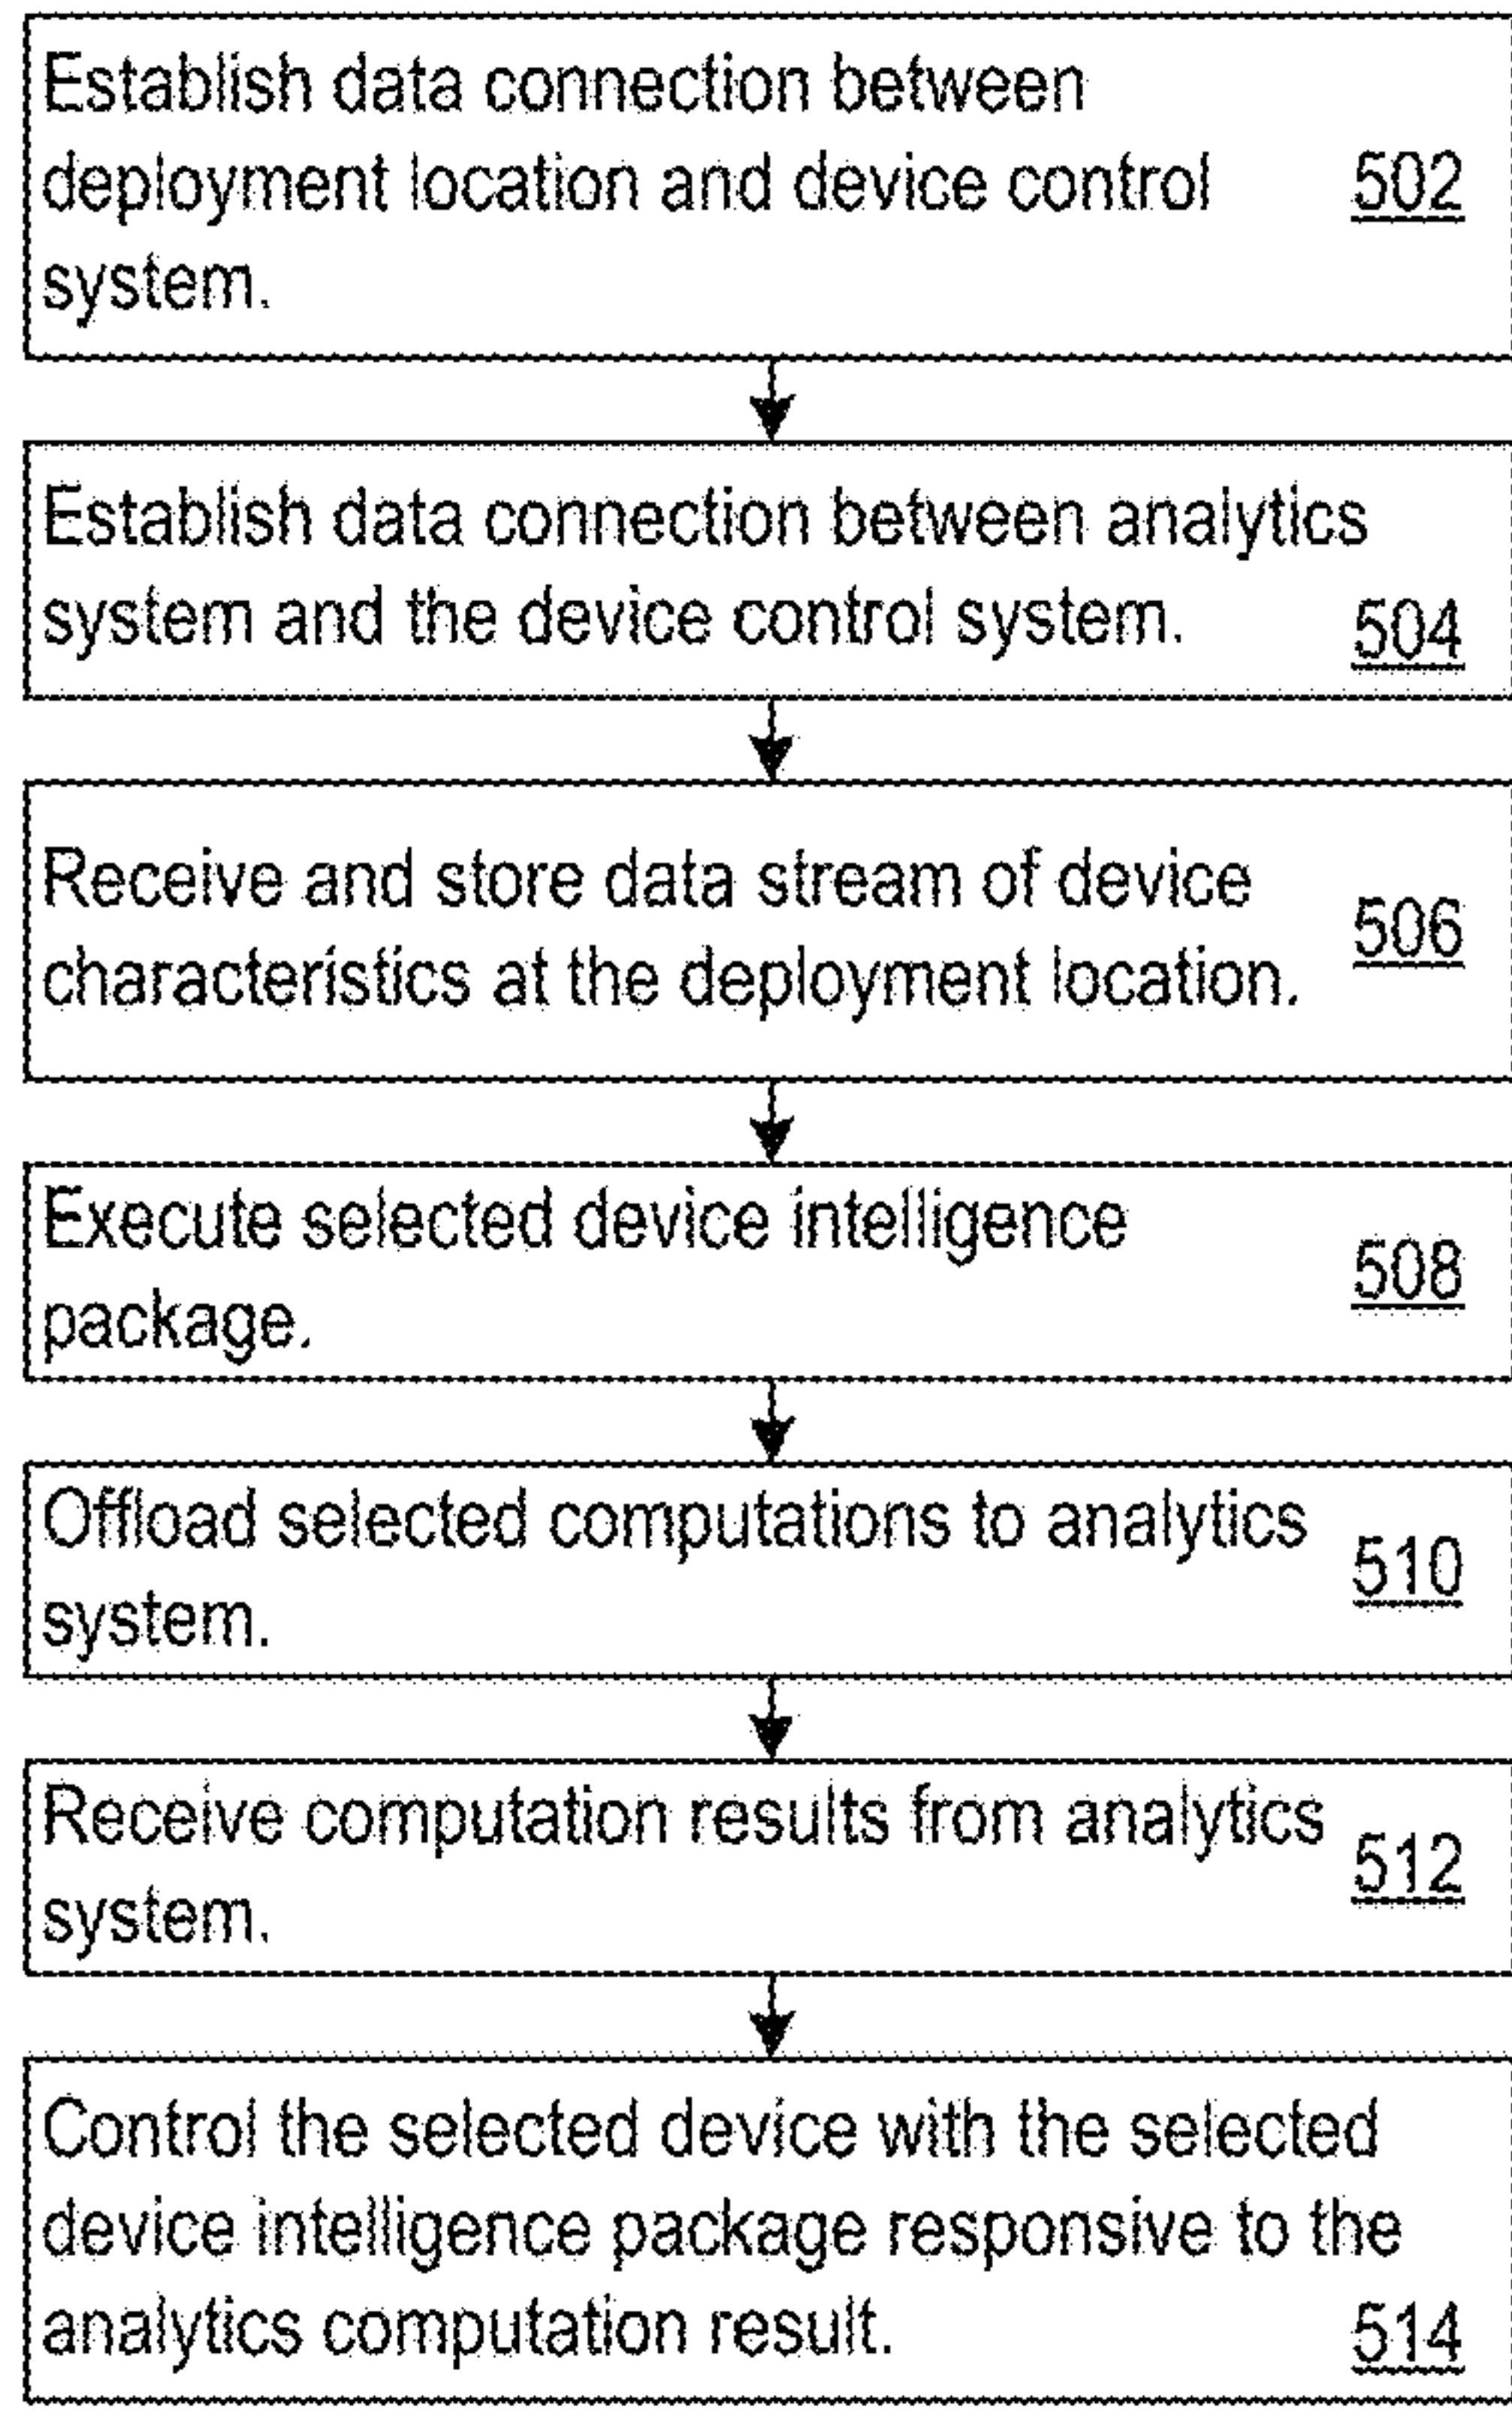 Establish data connection between
deployment location and device control 502
system.
Establish data connection between analytics
system and the device control system. 504
Receive and store data stream of device
506
characteristics at the deployment location.
Execute selected device intelligence
508
package.
Offload selected computations to analytics
510
system.
Receive computation results from analytics
512
system.
Control the selected device with the selected
device intelligence package responsive to the
analytics computation result. 514